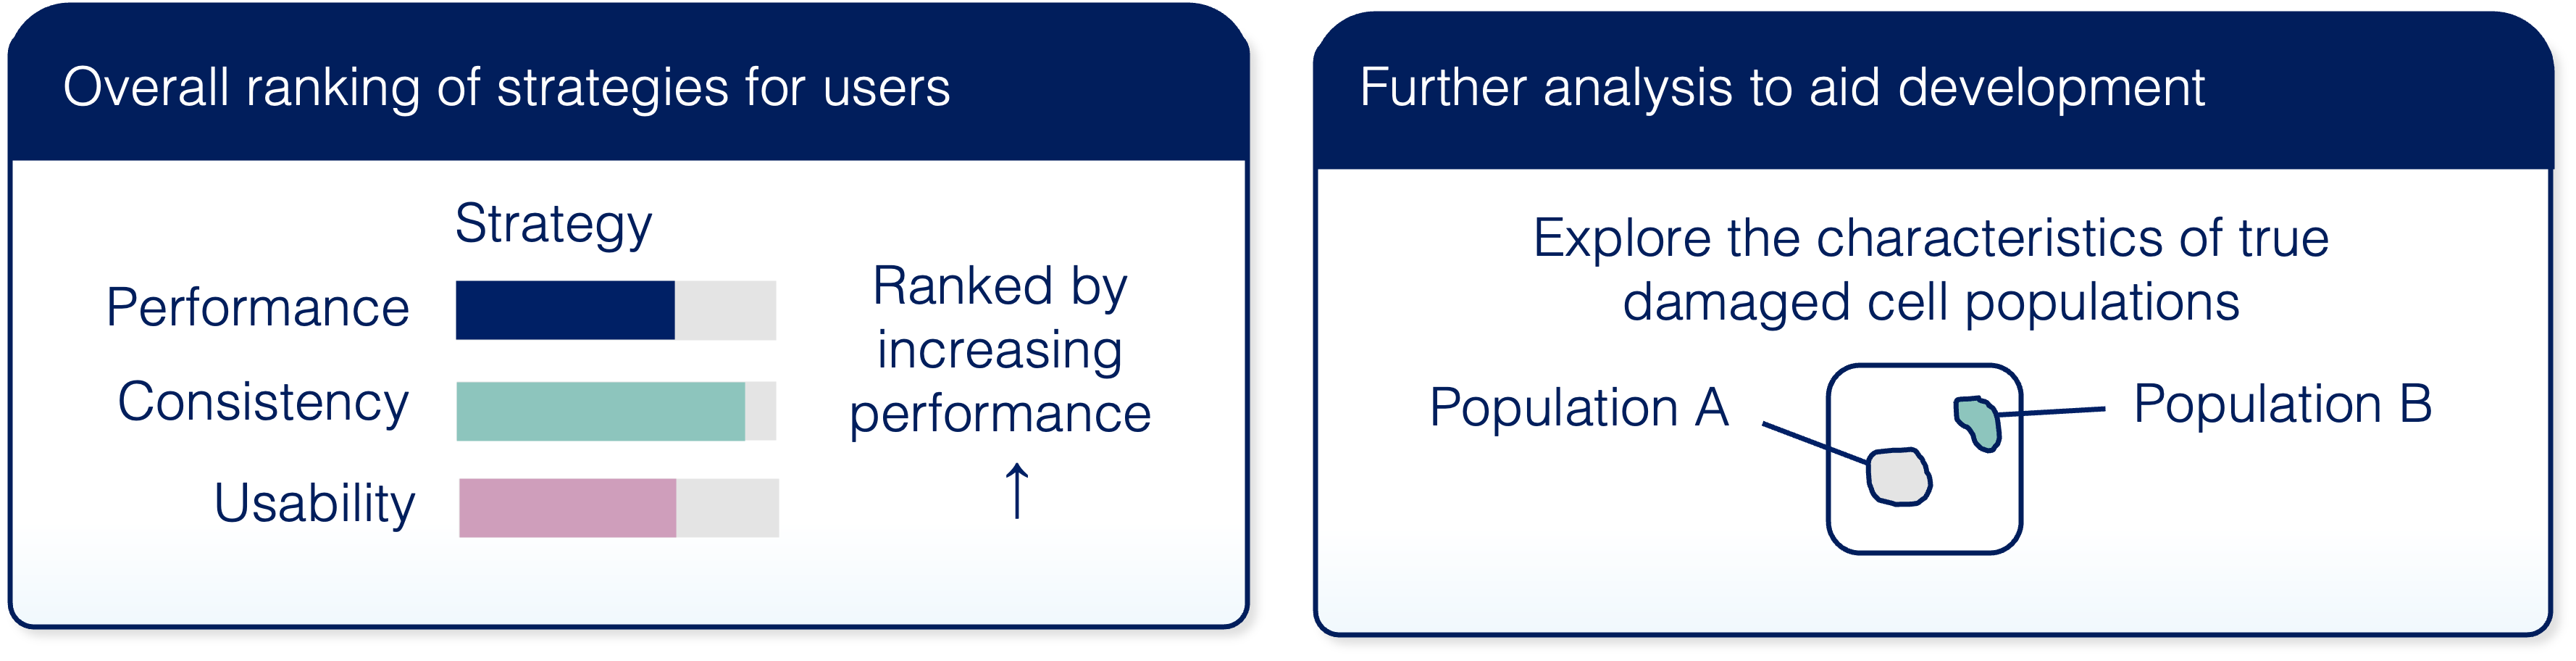 Overall ranking of strategies for users
Strategy
Performance
Consistency
Usability
Ranked by
increasing
performance
↑
Further analysis to aid development
Explore the characteristics of true
damaged cell populations
Population A
Population B